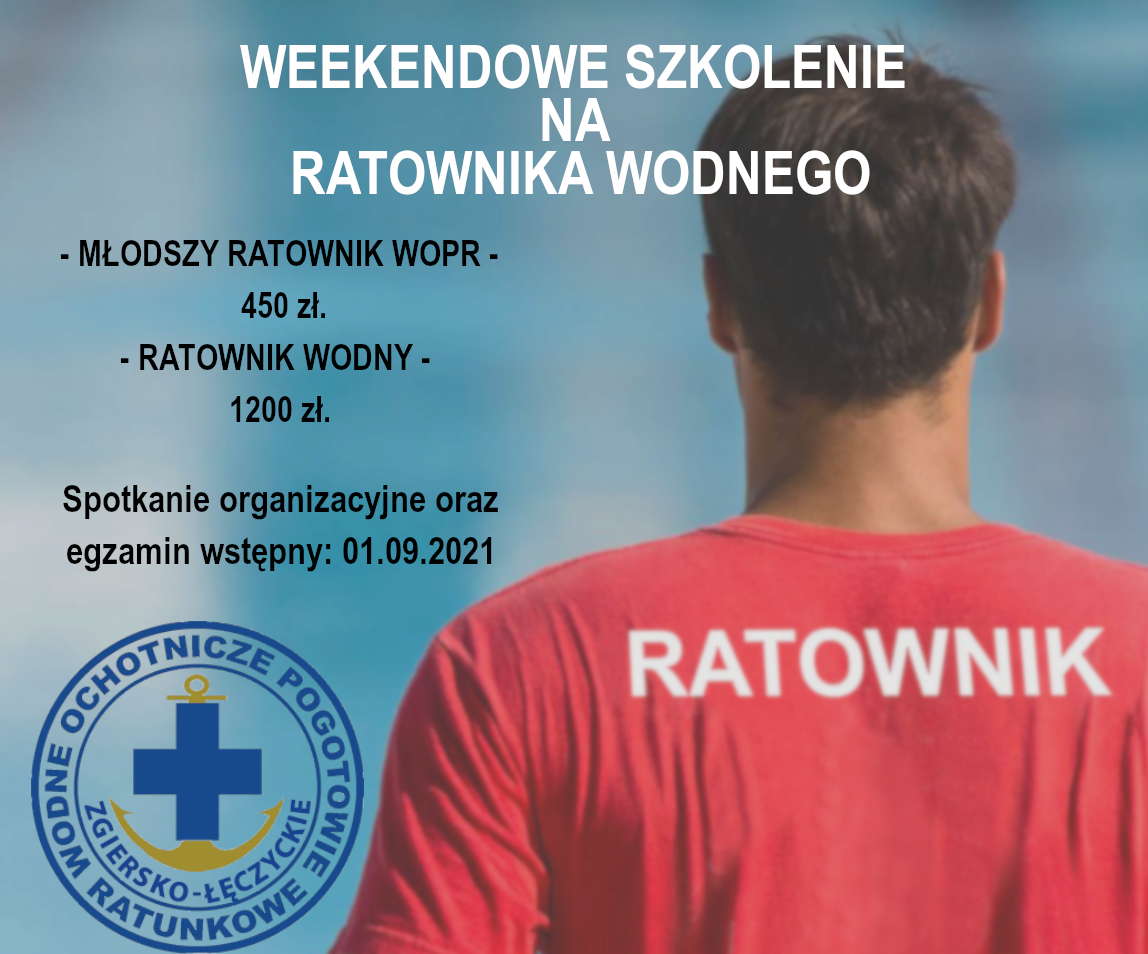 WEEKENDOWE SZKOLENIE
NA
RATOWNIKA WODNEGO
- MŁODSZY RATOWNIK WOPR -
450 zł.
- RATOWNIK WODNY -
1200 zł.
Spotkanie organizacyjne oraz
egzamin wstępny: 01.09.2021
RATOWNIK
WODNE OCHOTNICZE POGOTOWIE RATUNKOWE
ZGIERSKO-ŁĘCZYCKIE